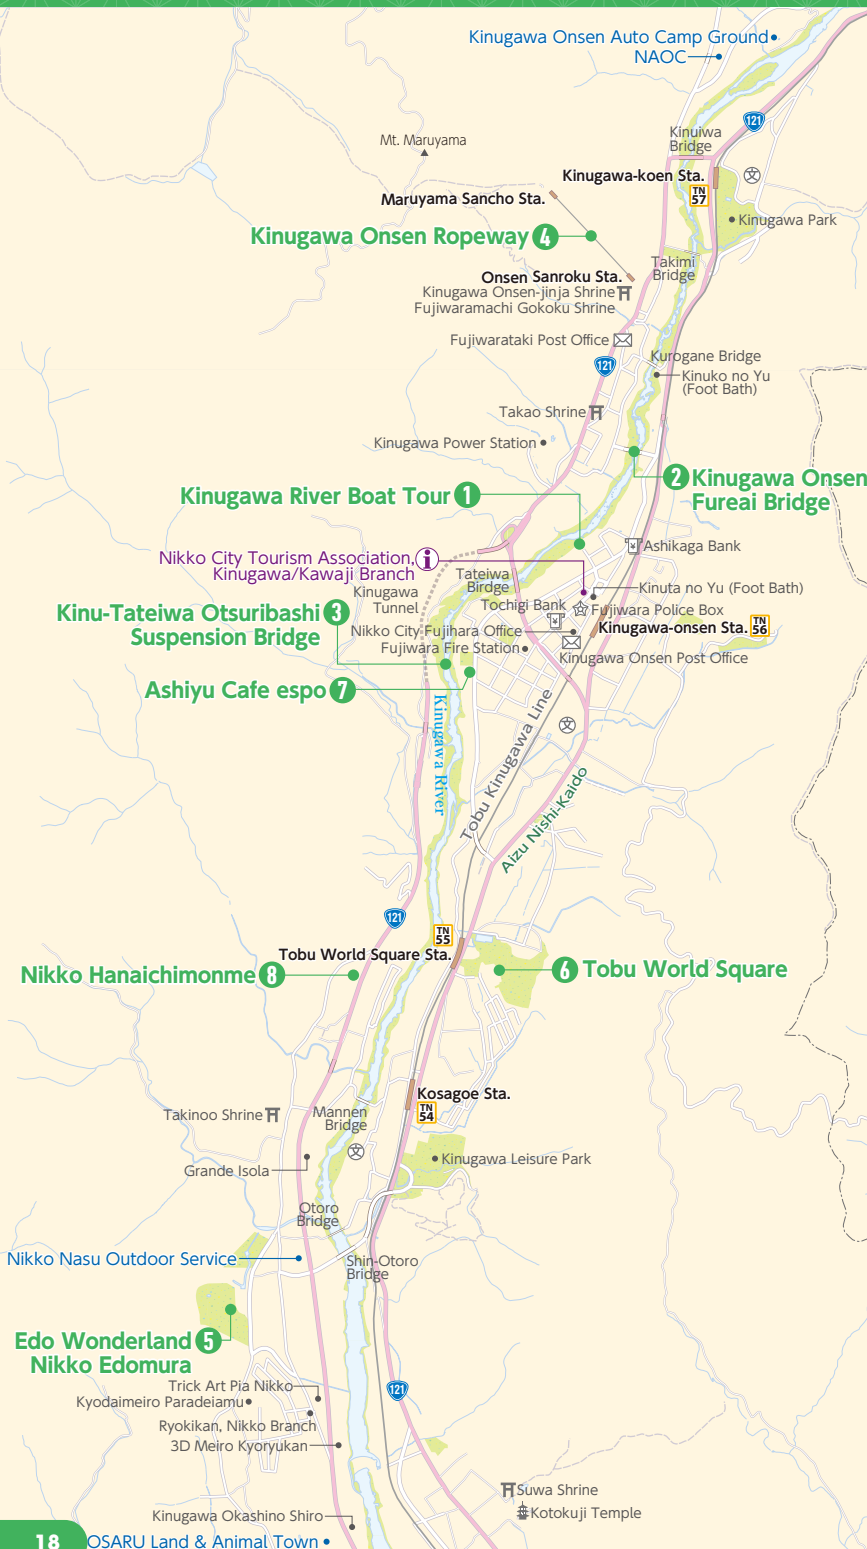 Kinugawa Onsen Auto Camp Ground
NAOC
121
Kinuiwa
Bridge
Mt. Maruyama
Kinugawa-koen Sta.
文
TN
57
Maruyama Sancho Sta.
Kinugawa Park
Kinugawa Onsen Ropeway 4
Takimi
Bridge
Onsen Sanroku Sta.
Kinugawa Onsen-jinja Shrine
Fujiwaramachi Gokoku Shrine
Fujiwarataki Post Office
121
Kurogane Bridge
Kinuko no Yu
(Foot Bath)
Takao Shrine
Kinugawa Power Station
2 Kinugawa Onsen
Fureai Bridge
Kinugawa River Boat Tour 1
¥ Ashikaga Bank
Nikko City Tourism Association,
Kinugawa/Kawaji Branch
i
Tateiwa
Birdge
Kinugawa
Tunnel
Kinuta no Yu (Foot Bath)
Tochigi Bank
¥
Fujiwara Police Box
Kinu-Tateiwa Otsuribashi
Suspension Bridge
3
Nikko City Fujihara Office
Kinugawa-onsen Sta.
TN
56
Fujiwara Fire Station
Kinugawa Onsen Post Office
Ashiyu Cafe espo 7
Kinugawa River
文
Tobu Kinugawa Line
Aizu Nishi-Kaido
121
TN
55
Tobu World Square Sta.
Nikko Hanaichimonme 8
6 Tobu World Square
Kosagoe Sta.
TN
54
Takinoo Shrine
Mannen
Bridge
文
Kinugawa Leisure Park
Grande Isola
Otoro
Bridge
Nikko Nasu Outdoor Service
Shin-Otoro
Bridge
Edo Wonderland
Nikko Edomura
5
Trick Art Pia Nikko
121
Kyodaimeiro Paradeiamu
Ryokikan, Nikko Branch
3D Meiro Kyoryukan
Suwa Shrine
Kotokuji Temple
Kinugawa Okashino Shiro
18
OSARU Land & Animal Town